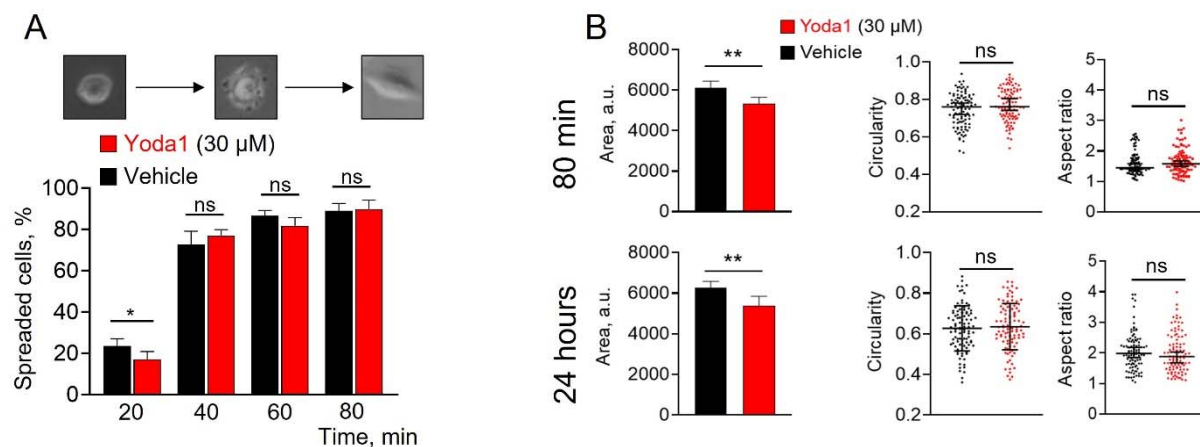 A
Yoda1 (30 µM)
Vehicle
Spreaded cells, %
100
80
60
40
20
0
*
ns
ns
ns
20 40 60 80
Time, min
B
Yoda1 (30 µM)
Vehicle
80 min
Area, a.u.
8000
6000
4000
2000
0
**
Circularity
1.0
0.8
0.6
0.4
0.2
ns
Aspect ratio
5
4
3
2
1
0
ns
24 hours
Area, a.u.
8000
6000
4000
2000
0
**
Circularity
1.0
0.8
0.6
0.4
0.2
ns
Aspect ratio
5
4
3
2
1
0
ns